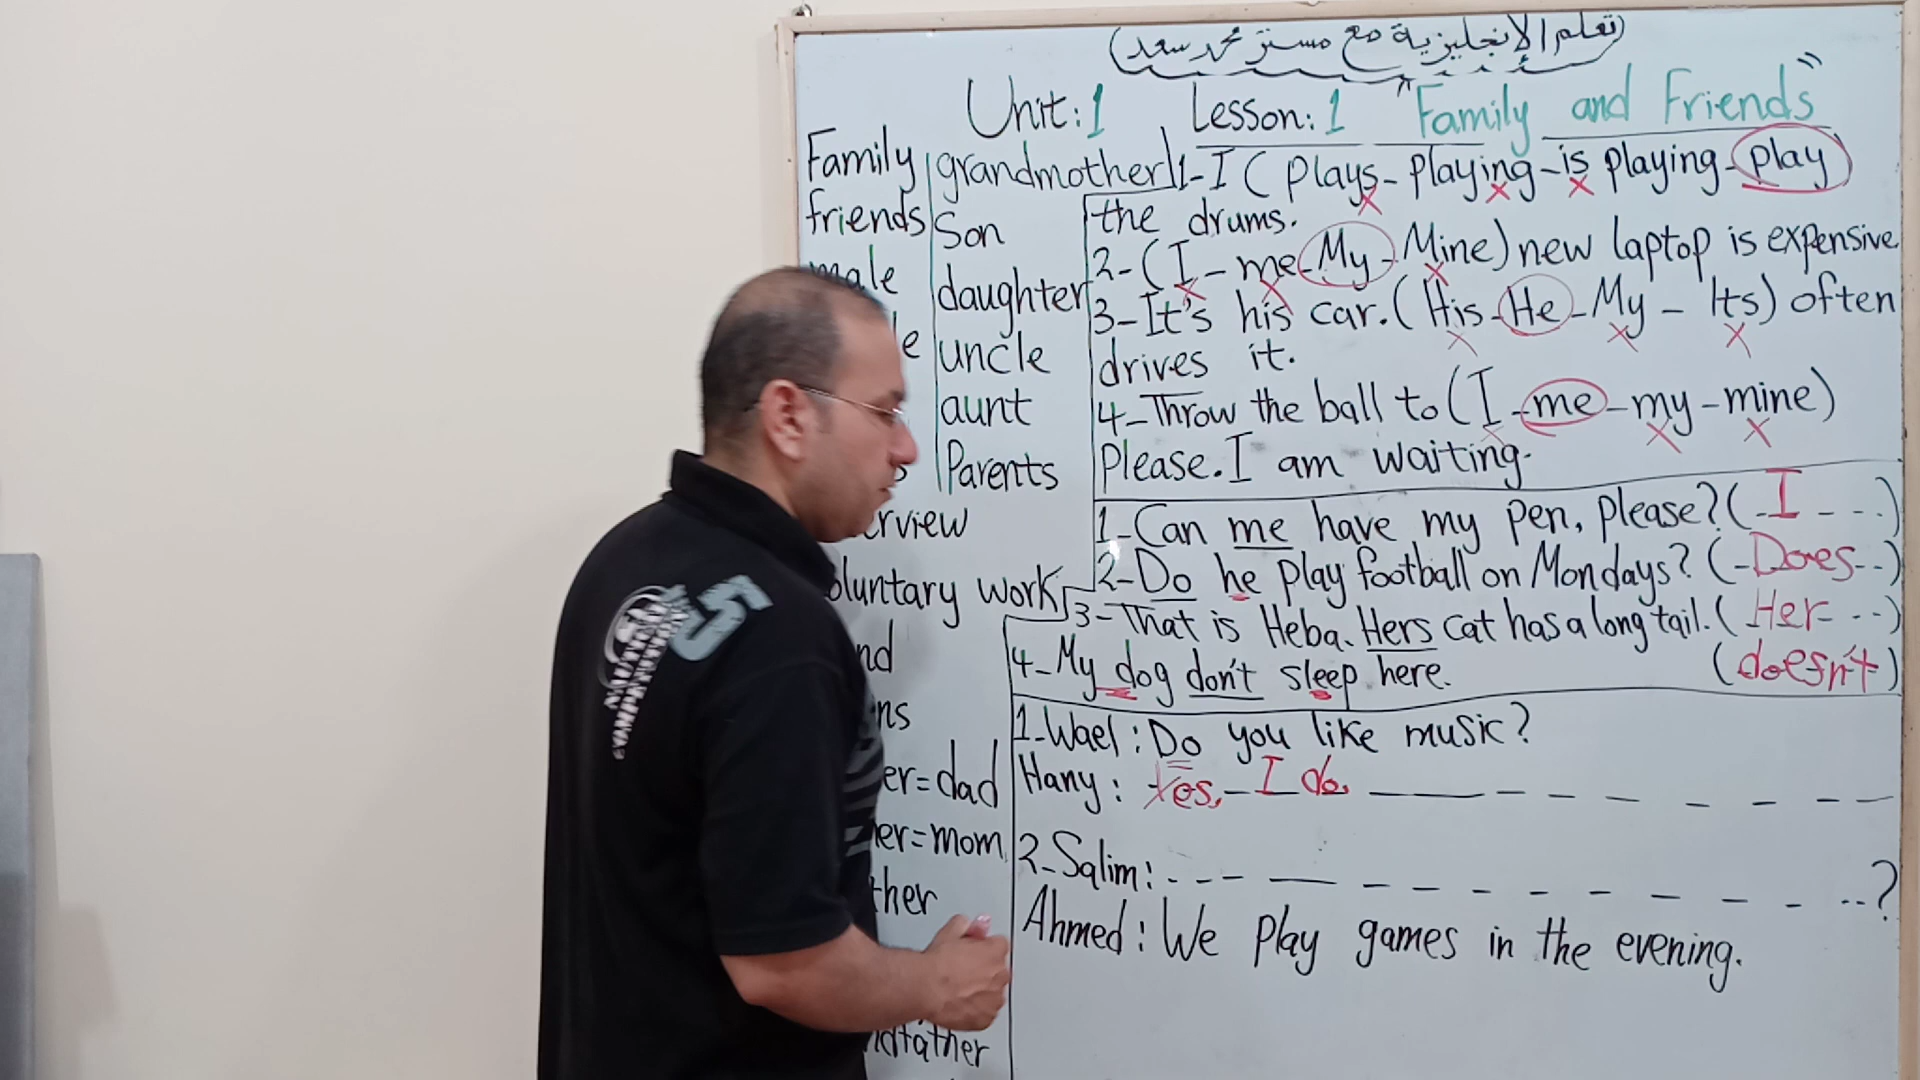 (تعلم الإنجليزية مع مستر محمد سعد)
Unit: 1 Lesson: 1 "Family and Friends"
Family
friends
male
voluntary work
grandmother
Son
daughter
uncle
aunt
Parents
1- I ( plays - playing - is playing - play
the drums.
2- (I - me - My - Mine) new laptop is expensive
3- It's his car. (His - He - My - Its) often
drives it.
4- Throw the ball to (I - me - my - mine)
Please. I am waiting.
1- Can me have my pen, please? (- I - - -)
2- Do he play football on Mondays? (- Does - -)
3- That is Heba. Hers cat has a long tail. ( Her - - -)
4- My dog don't sleep here. (doesn't)
1- Wael : Do you like music?
Hany : Yes, I do.
2- Salim : - - - - - - - - - - - - - ?
Ahmed : We play games in the evening.